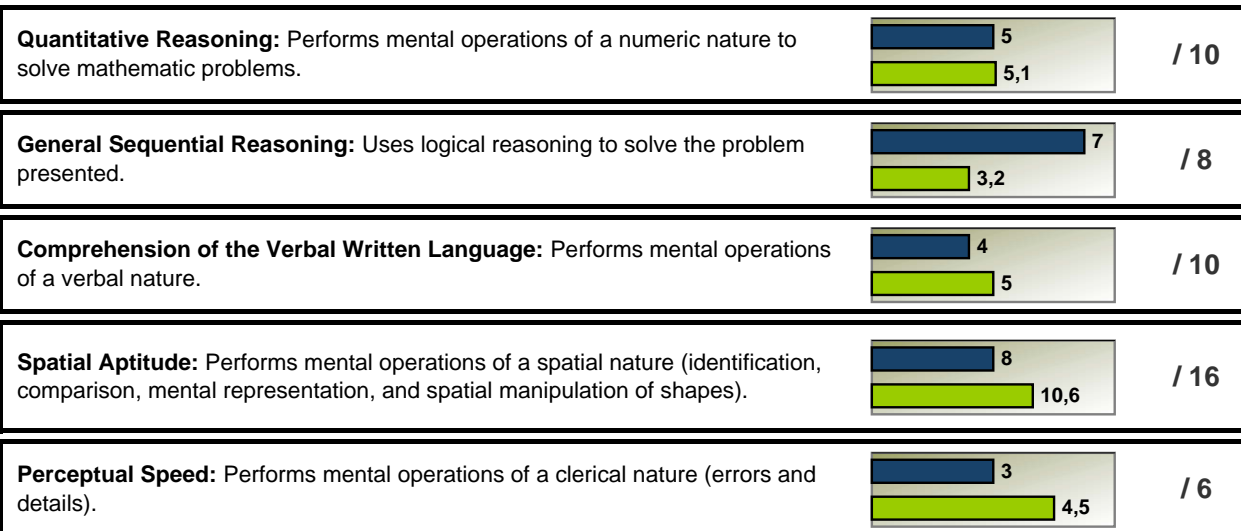 Quantitative Reasoning: Performs mental operations of a numeric nature to
solve mathematic problems.
5
5,1
/ 10
General Sequential Reasoning: Uses logical reasoning to solve the problem
presented.
7
3,2
/ 8
Comprehension of the Verbal Written Language: Performs mental operations
of a verbal nature.
4
5
/ 10
Spatial Aptitude: Performs mental operations of a spatial nature (identification,
comparison, mental representation, and spatial manipulation of shapes).
8
10,6
/ 16
Perceptual Speed: Performs mental operations of a clerical nature (errors and
details).
3
4,5
/ 6